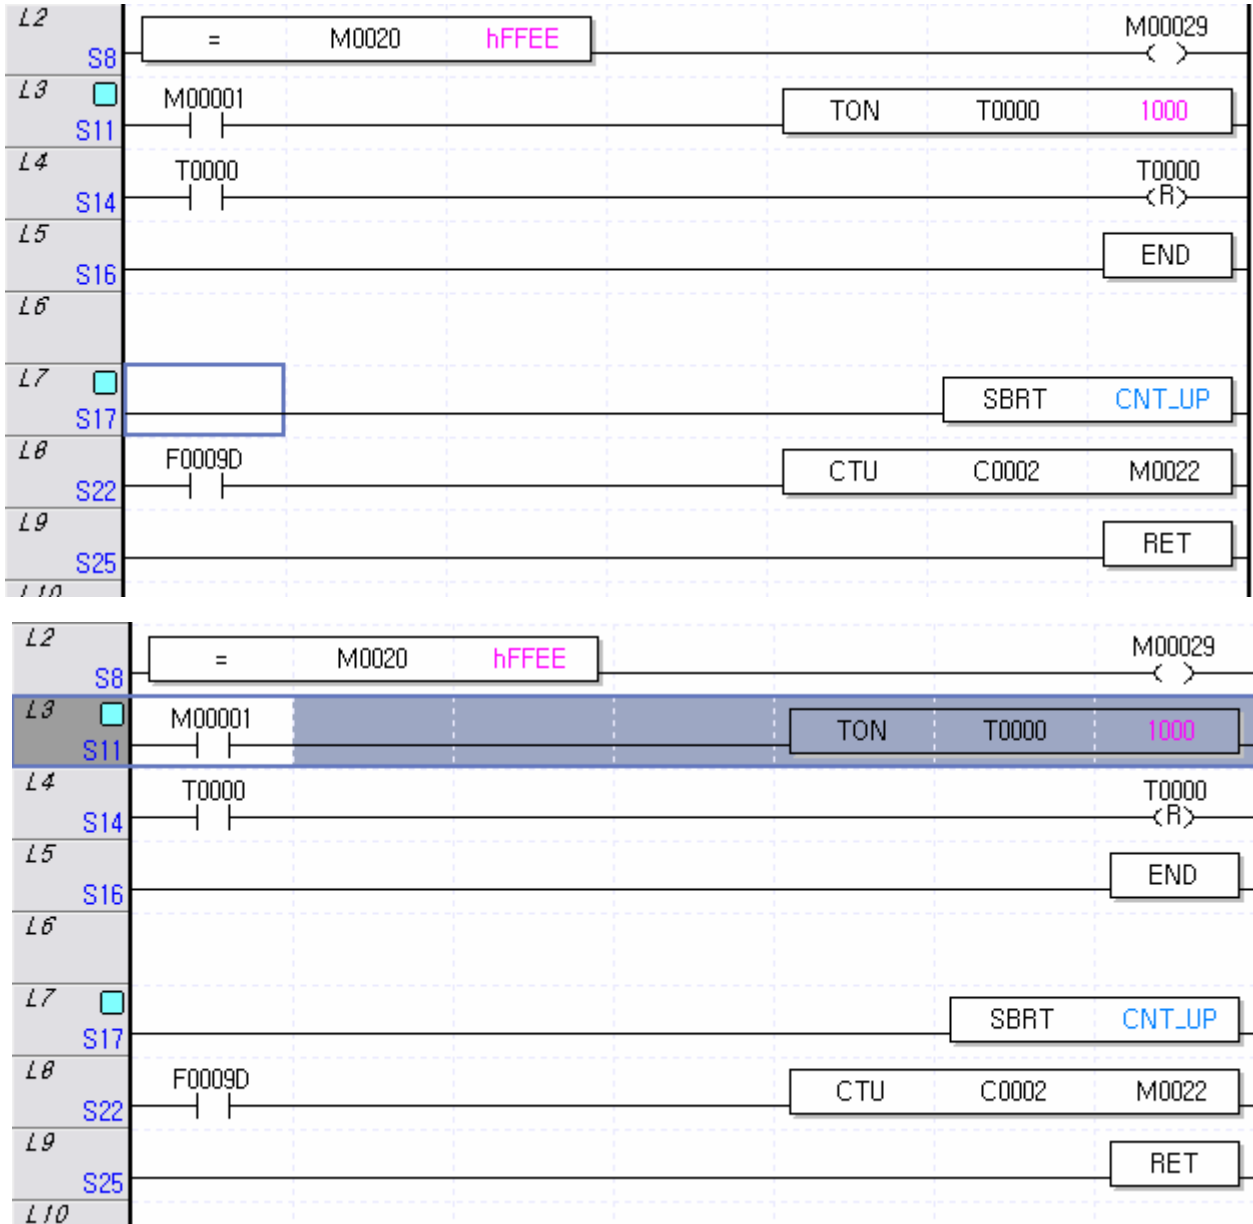 L2 S8 = M0020 hFFEE M00029
L3 S11 M00001 TON T0000 1000
L4 S14 T0000 T0000 R
L5 S16 END
L6
L7 S17 SBRT CNT_UP
L8 S22 F0009D CTU C0002 M0022
L9 S25 RET
L10
L2 S8 = M0020 hFFEE M00029
L3 S11 M00001 TON T0000 1000
L4 S14 T0000 T0000 R
L5 S16 END
L6
L7 S17 SBRT CNT_UP
L8 S22 F0009D CTU C0002 M0022
L9 S25 RET
L10